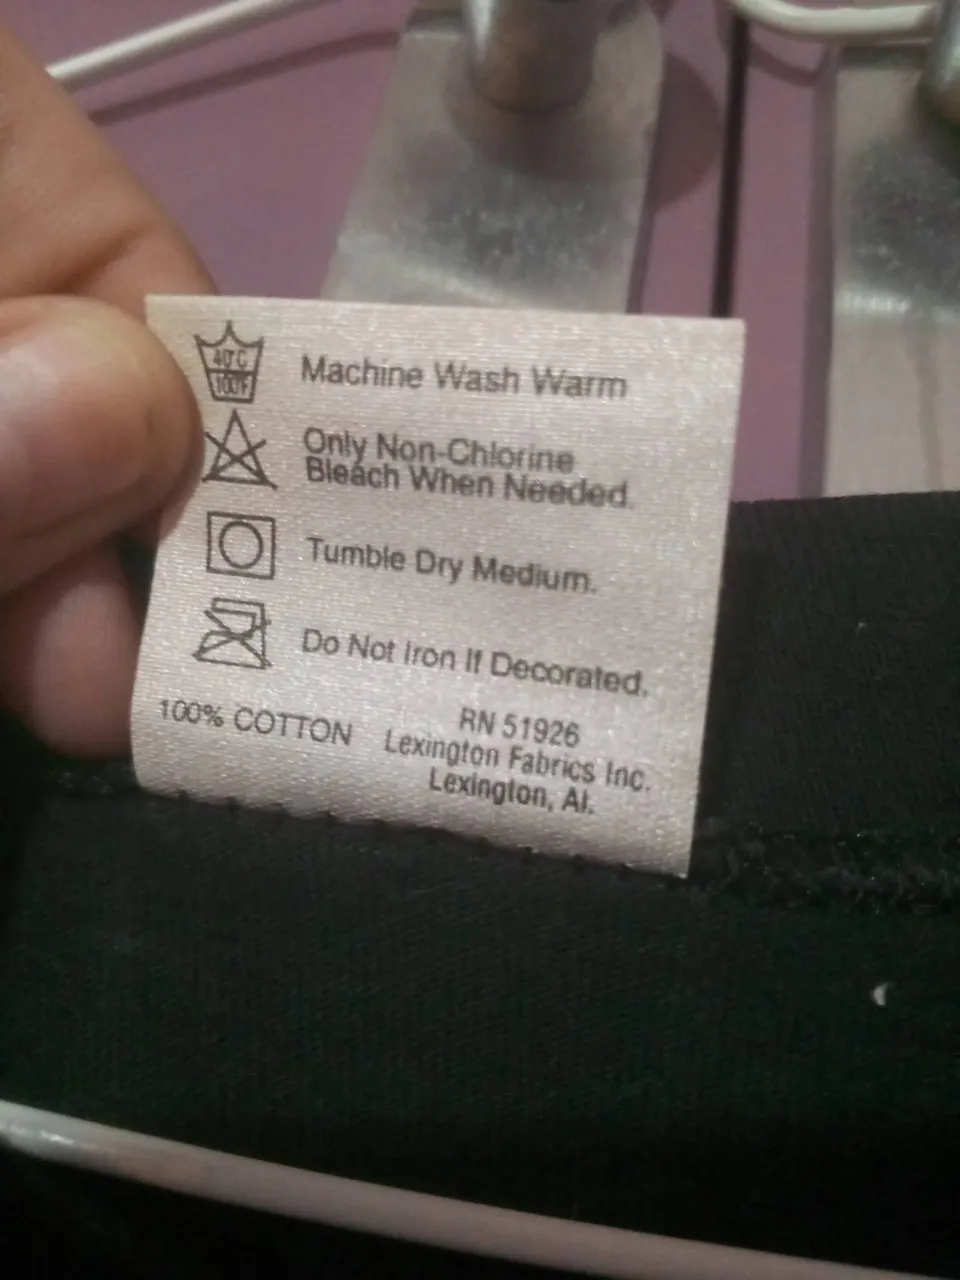 40°C
100°F
Machine Wash Warm
Only Non-Chlorine
Bleach When Needed.
Tumble Dry Medium.
Do Not Iron If Decorated.
100% COTTON
RN 51926
Lexington Fabrics Inc.
Lexington, Al.